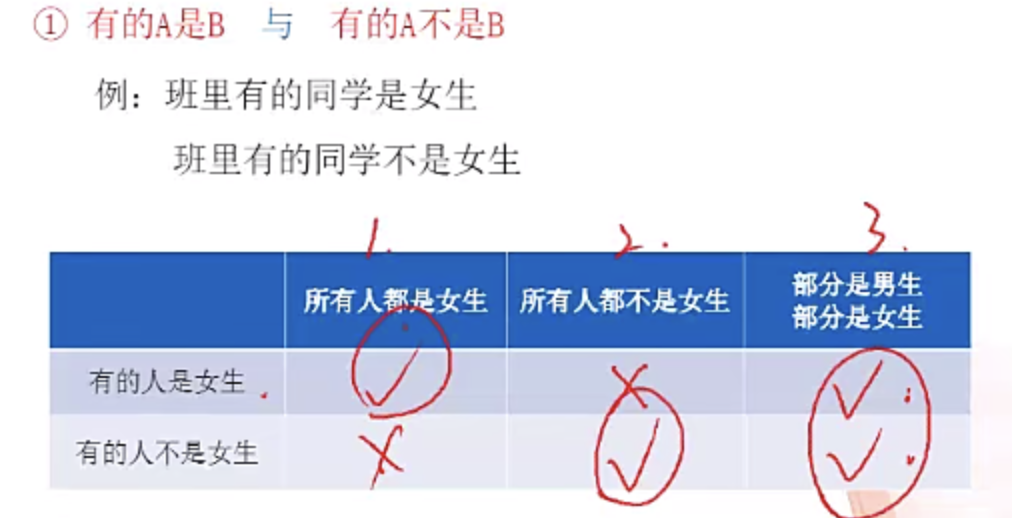 ① 有的A是B 与 有的A不是B
例：班里有的同学是女生
班里有的同学不是女生
1. 2. 3.
所有人都是女生 所有人都不是女生 部分是男生
部分是女生
有的人是女生 ✓ × ✓
有的人不是女生 × ✓ ✓